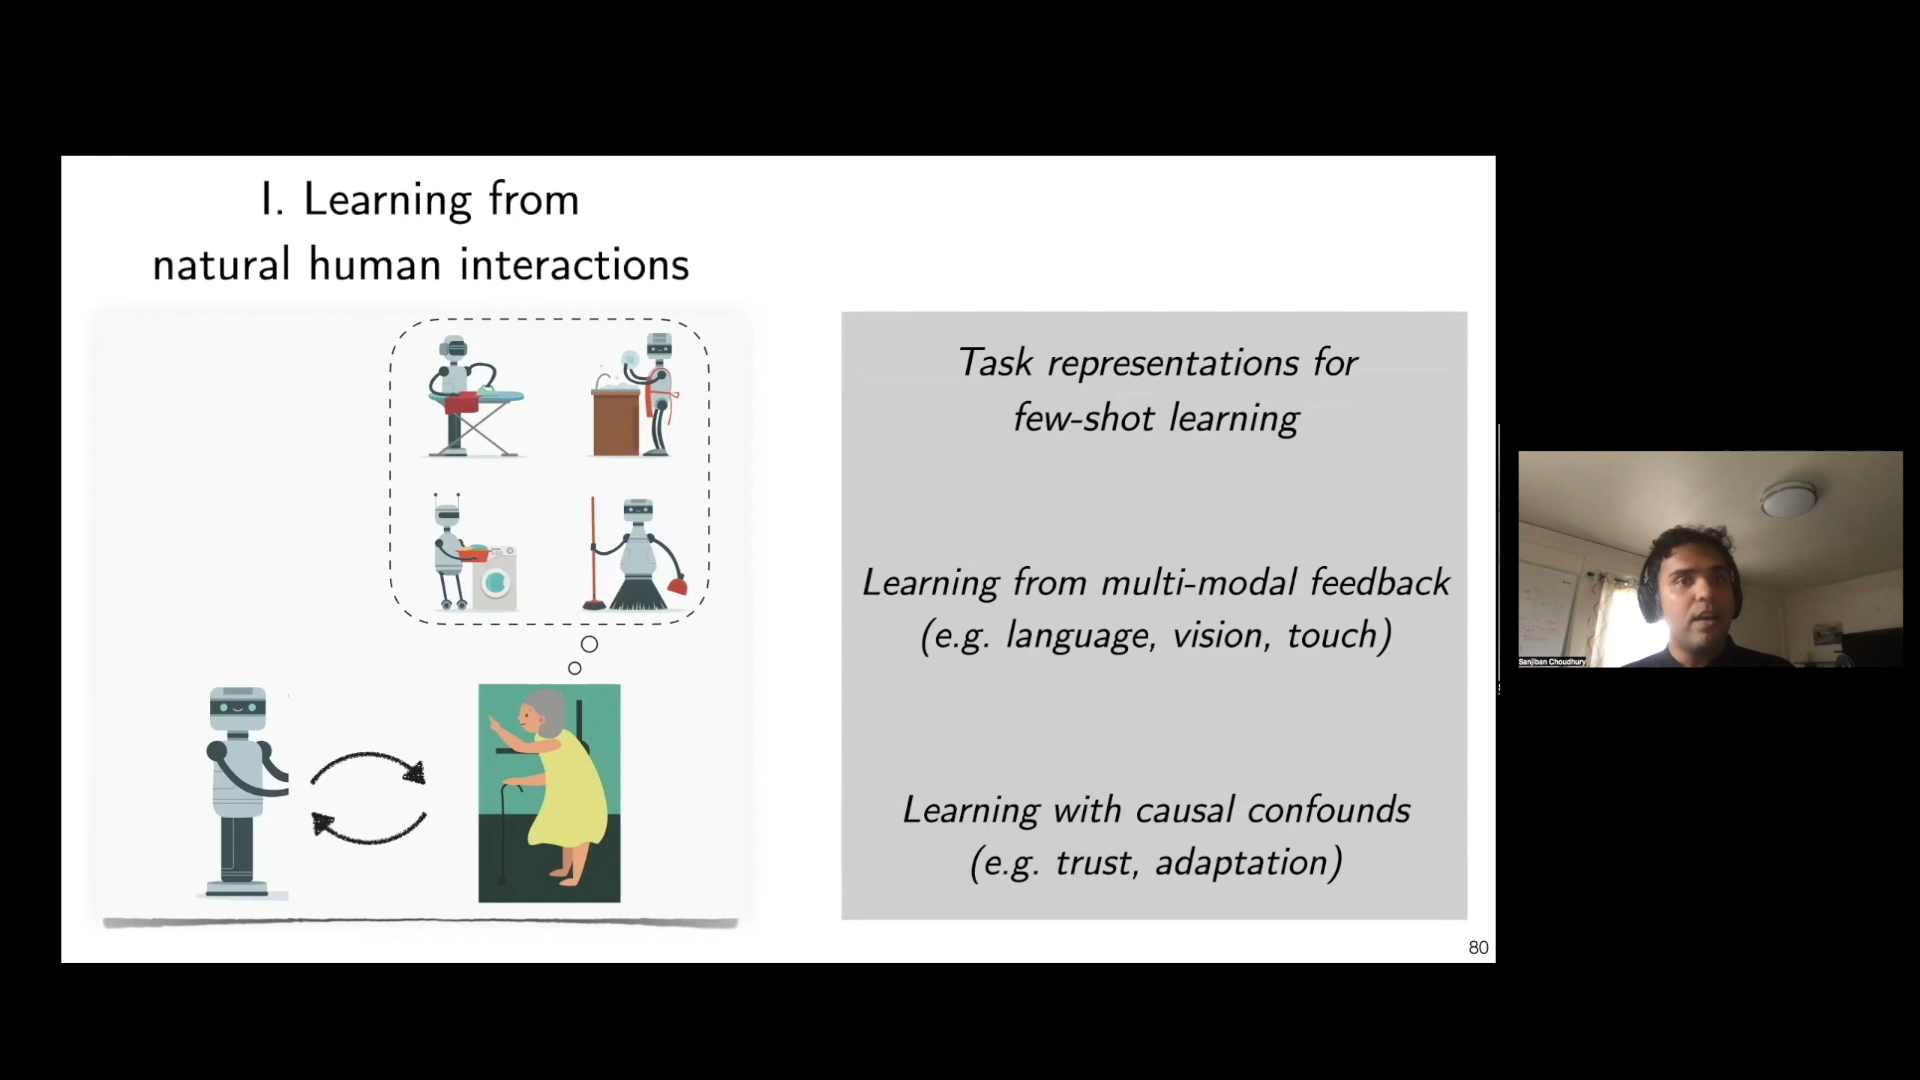 I. Learning from
natural human interactions
Task representations for
few-shot learning
Learning from multi-modal feedback
(e.g. language, vision, touch)
Learning with causal confounds
(e.g. trust, adaptation)
80
Sanjiban Choudhury